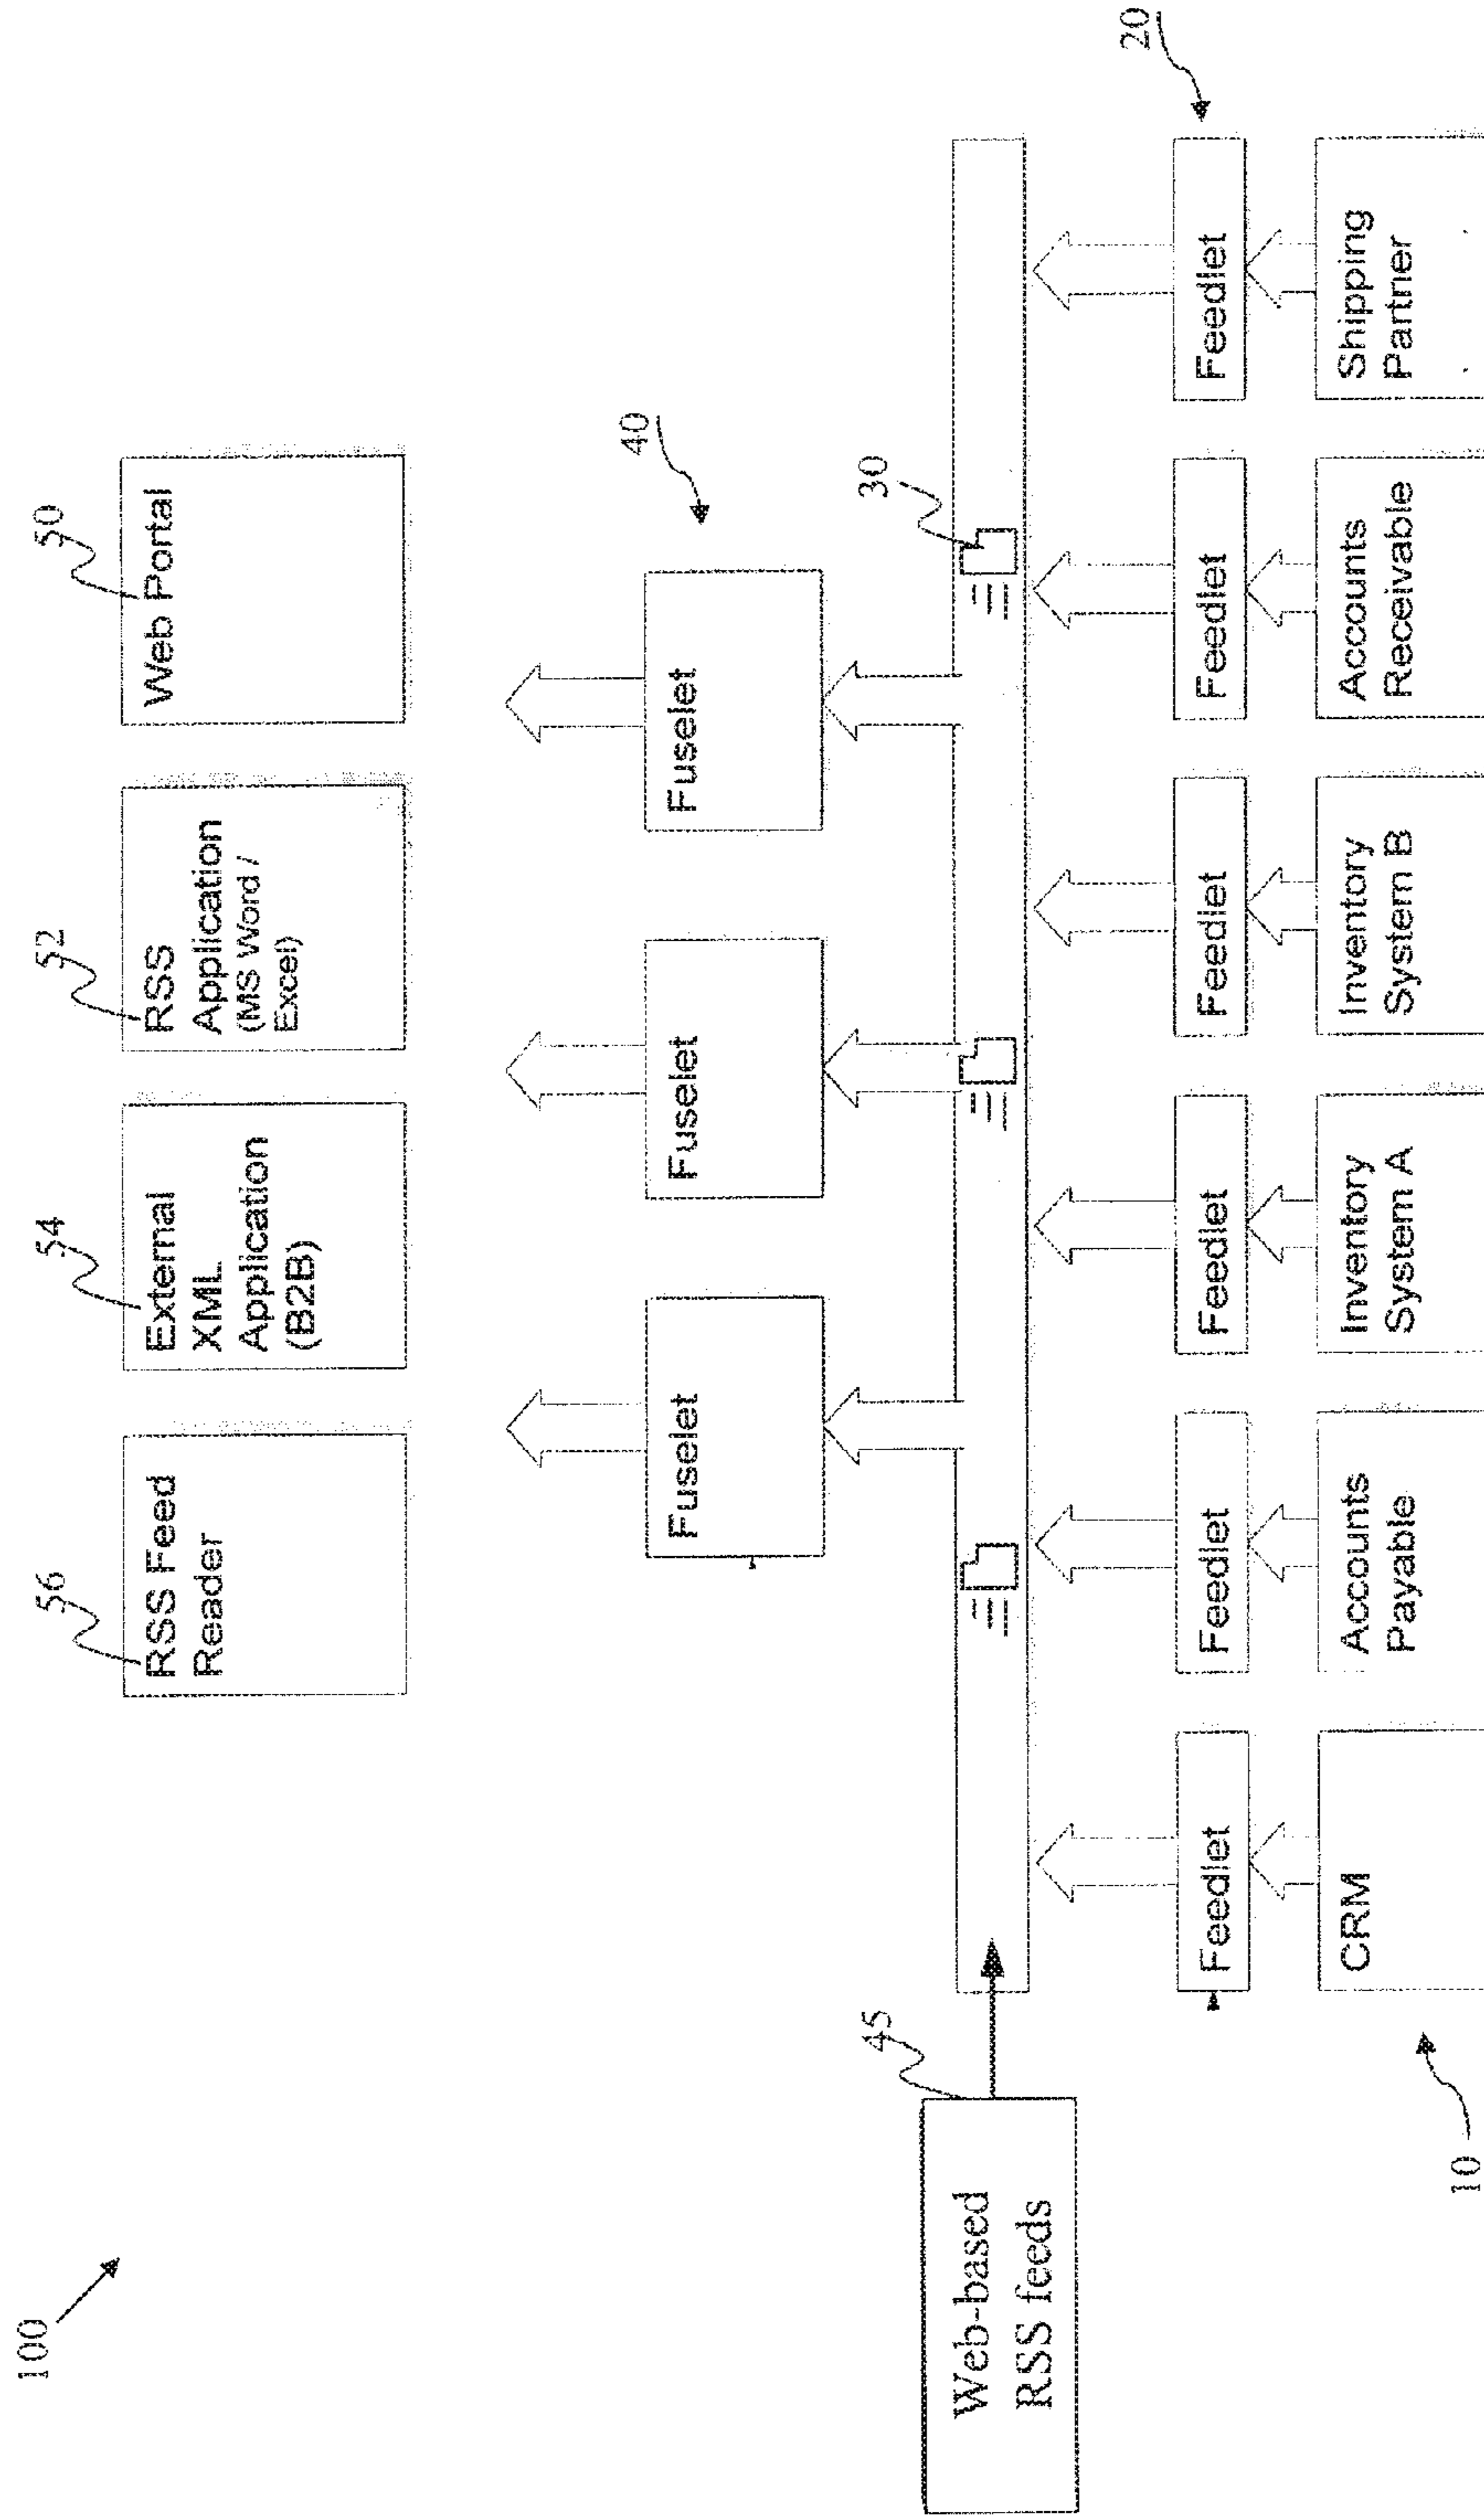 100
56
54
52
50
RSS Feed
Reader
External
XML
Application
(B2B)
RSS
Application
(MS Word /
Excel)
Web Portal
40
Fuselet
Fuselet
Fuselet
45
30
Web-based
RSS feeds
20
Feedlet
Feedlet
Feedlet
Feedlet
Feedlet
Feedlet
CRM
Accounts
Payable
Inventory
System A
Inventory
System B
Accounts
Receivable
Shipping
Partner
10